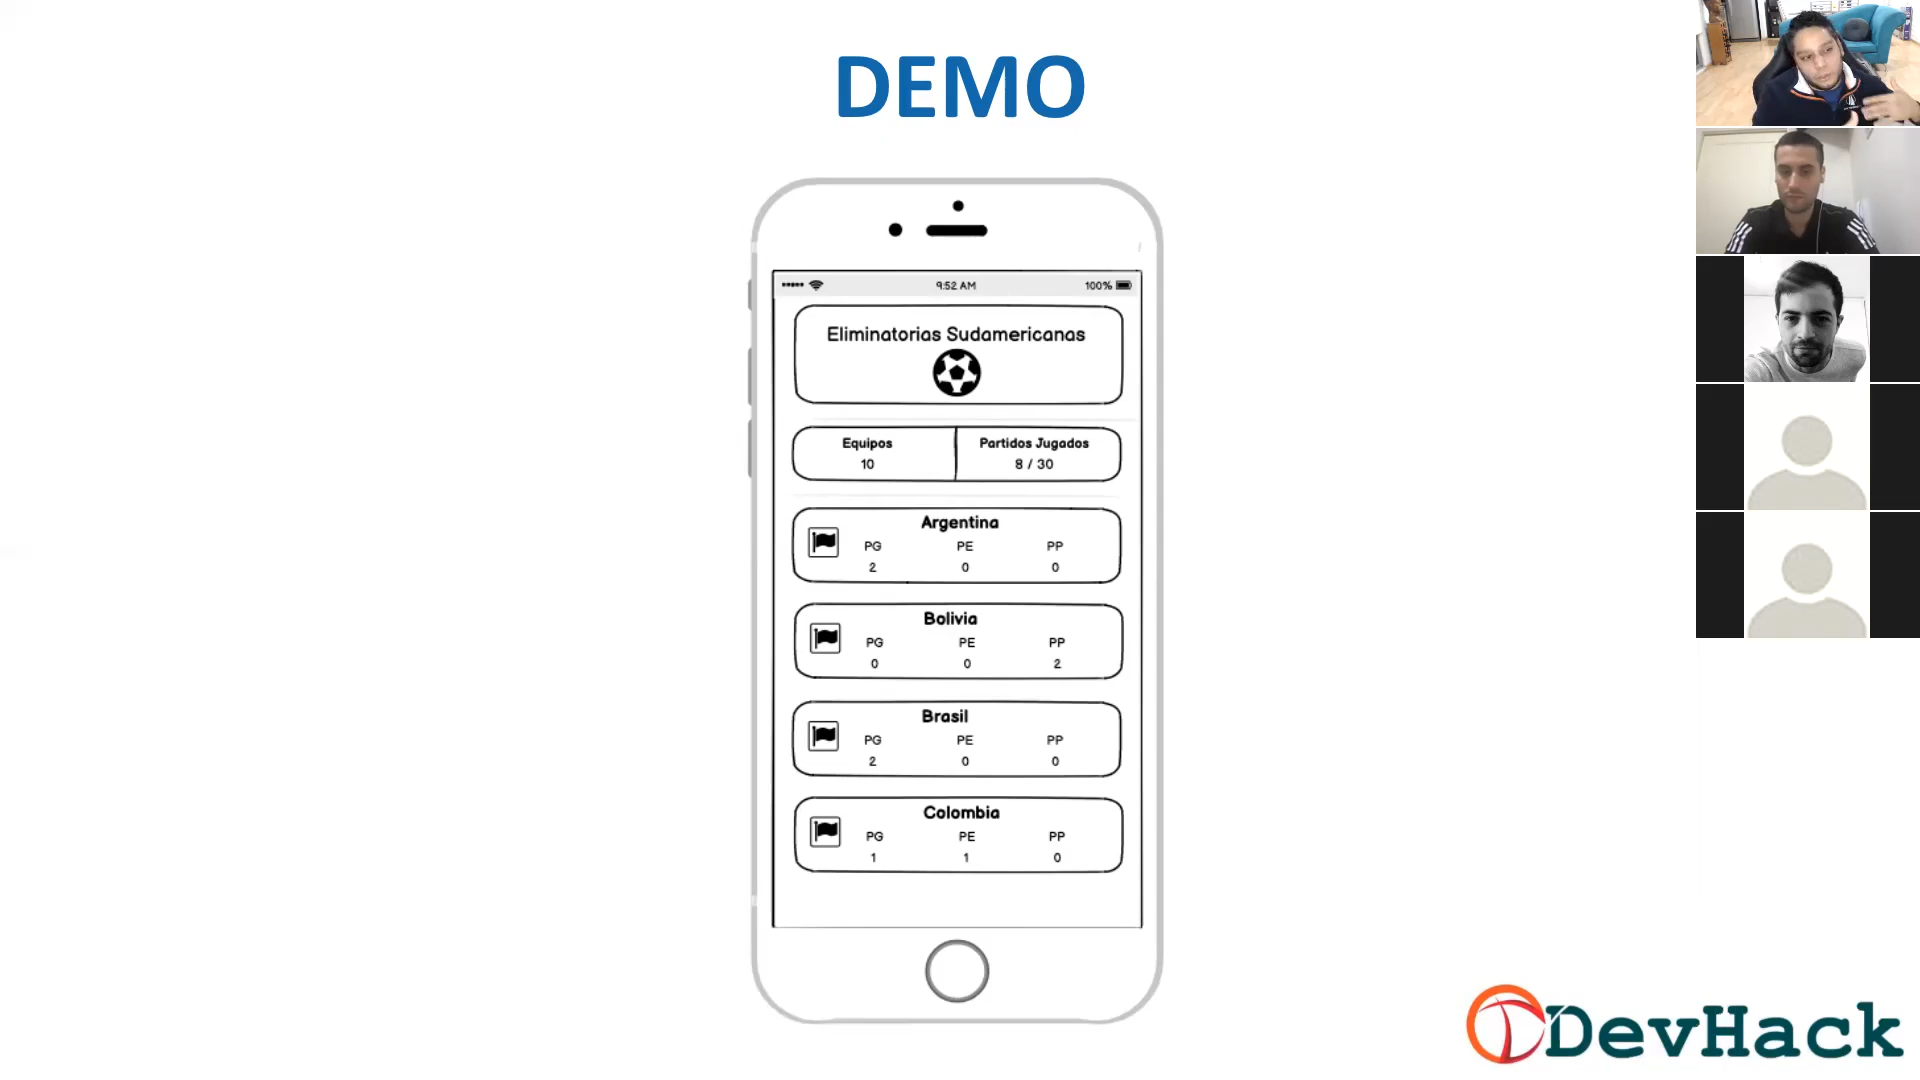 DEMO
9:52 AM 100%
Eliminatorias Sudamericanas
Equipos Partidos Jugados
10 8 / 30
Argentina
PG PE PP
2 0 0
Bolivia
PG PE PP
0 0 2
Brasil
PG PE PP
2 0 0
Colombia
PG PE PP
1 1 0
DevHack